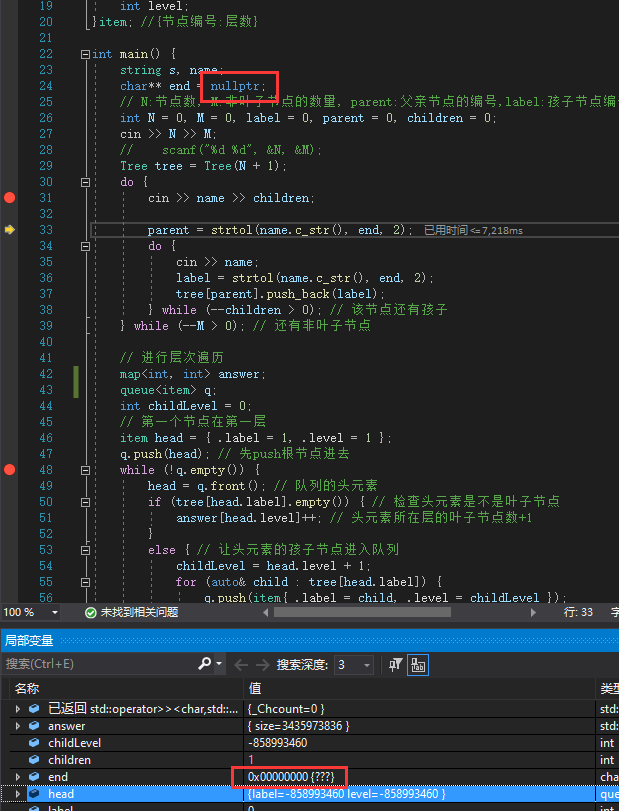 19 int level;
20 }item; //{节点编号:层数}
21
22 int main() {
23 string s, name;
24 char** end = nullptr;
25 // N:节点数, M:非叶子节点的数量, parent:父亲节点的编号,label:孩子节点编
26 int N = 0, M = 0, label = 0, parent = 0, children = 0;
27 cin >> N >> M;
28 // scanf("%d %d", &N, &M);
29 Tree tree = Tree(N + 1);
30 do {
31 cin >> name >> children;
32
33 parent = strtol(name.c_str(), end, 2); 已用时间<=7,218ms
34 do {
35 cin >> name;
36 label = strtol(name.c_str(), end, 2);
37 tree[parent].push_back(label);
38 } while (--children > 0); // 该节点还有孩子
39 } while (--M > 0); // 还有非叶子节点
40
41 // 进行层次遍历
42 map<int, int> answer;
43 queue<item> q;
44 int childLevel = 0;
45 // 第一个节点在第一层
46 item head = { .label = 1, .level = 1 };
47 q.push(head); // 先push根节点进去
48 while (!q.empty()) {
49 head = q.front(); // 队列的头元素
50 if (tree[head.label].empty()) { // 检查头元素是不是叶子节点
51 answer[head.level]++; // 头元素所在层的叶子节点数+1
52 }
53 else { // 让头元素的孩子节点进入队列
54 childLevel = head.level + 1;
55 for (auto& child : tree[head.label]) {
56 q.push(item{ .label = child, .level = childLevel });
100 % 未找到相关问题 行: 33
局部变量
搜索(Ctrl+E) 搜索深度: 3
名称 值 类型
已返回 std::operator>><char,std::... {_Chcount=0 } std:
answer { size=3435973836 } std:
childLevel -858993460 int
children 1 int
end 0x00000000 {???} cha
head {label=-858993460 level=-858993460 } que
label 0 int